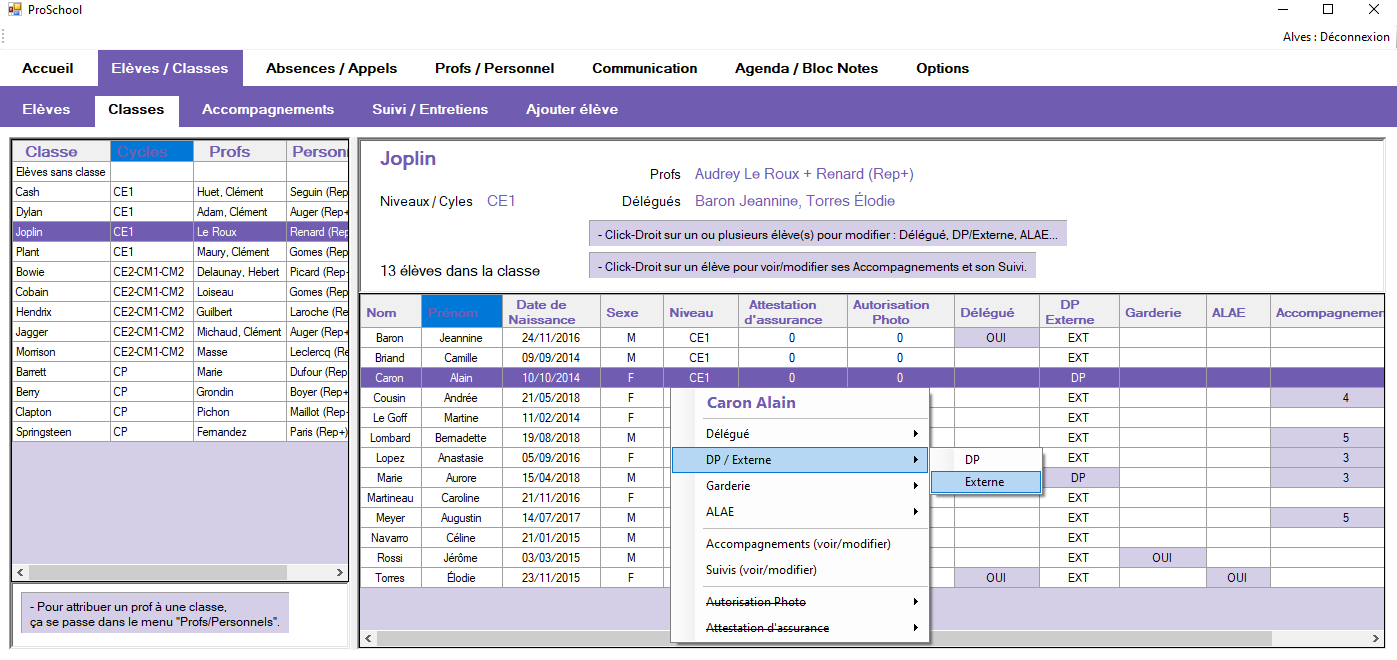 ProSchool
Alves : Déconnexion
Accueil Elèves / Classes Absences / Appels Profs / Personnel Communication Agenda / Bloc Notes Options
Elèves Classes Accompagnements Suivi / Entretiens Ajouter élève
Classe Cycles Profs Personn
Elèves sans classe
Cash CE1 Huet, Clément Seguin (Rep
Dylan CE1 Adam, Clément Auger (Rep+
Joplin CE1 Le Roux Renard (Rep
Plant CE1 Maury, Clément Gomes (Rep
Bowie CE2-CM1-CM2 Delaunay, Hebert Picard (Rep-
Cobain CE2-CM1-CM2 Loiseau Gomes (Rep
Hendrix CE2-CM1-CM2 Guilbert Laroche (Re
Jagger CE2-CM1-CM2 Michaud, Clément Auger (Rep+
Morrison CE2-CM1-CM2 Masse Leclercq (Re
Barrett CP Marie Dufour (Rep
Berry CP Grondin Boyer (Rep+
Clapton CP Pichon Maillot (Rep-
Springsteen CP Fernandez Paris (Rep+)
- Pour attribuer un prof à une classe,
ça se passe dans le menu "Profs/Personnels".
Joplin
Profs Audrey Le Roux + Renard (Rep+)
Niveaux / Cyles CE1 Délégués Baron Jeannine, Torres Élodie
- Click-Droit sur un ou plusieurs élève(s) pour modifier : Délégué, DP/Externe, ALAE...
13 élèves dans la classe - Click-Droit sur un élève pour voir/modifier ses Accompagnements et son Suivi.
Nom Prénom Date de Naissance Sexe Niveau Attestation d'assurance Autorisation Photo Délégué DP Externe Garderie ALAE Accompagnemen
Baron Jeannine 24/11/2016 M CE1 0 0 OUI EXT
Briand Camille 09/09/2014 M CE1 0 0 EXT
Caron Alain 10/10/2014 F CE1 0 0 DP
Cousin Andrée 21/05/2018 F EXT 4
Le Goff Martine 11/02/2014 F EXT
Lombard Bernadette 19/08/2018 M EXT 5
Lopez Anastasie 05/09/2016 F EXT 3
Marie Aurore 15/04/2018 M DP 3
Martineau Caroline 21/11/2016 F EXT
Meyer Augustin 14/07/2017 M EXT 5
Navarro Céline 21/01/2015 M EXT
Rossi Jérôme 03/03/2015 M EXT OUI
Torres Élodie 23/11/2015 F OUI EXT OUI
Caron Alain
Délégué
DP / Externe
Garderie
ALAE
Accompagnements (voir/modifier)
Suivis (voir/modifier)
Autorisation Photo
Attestation d'assurance
DP
Externe